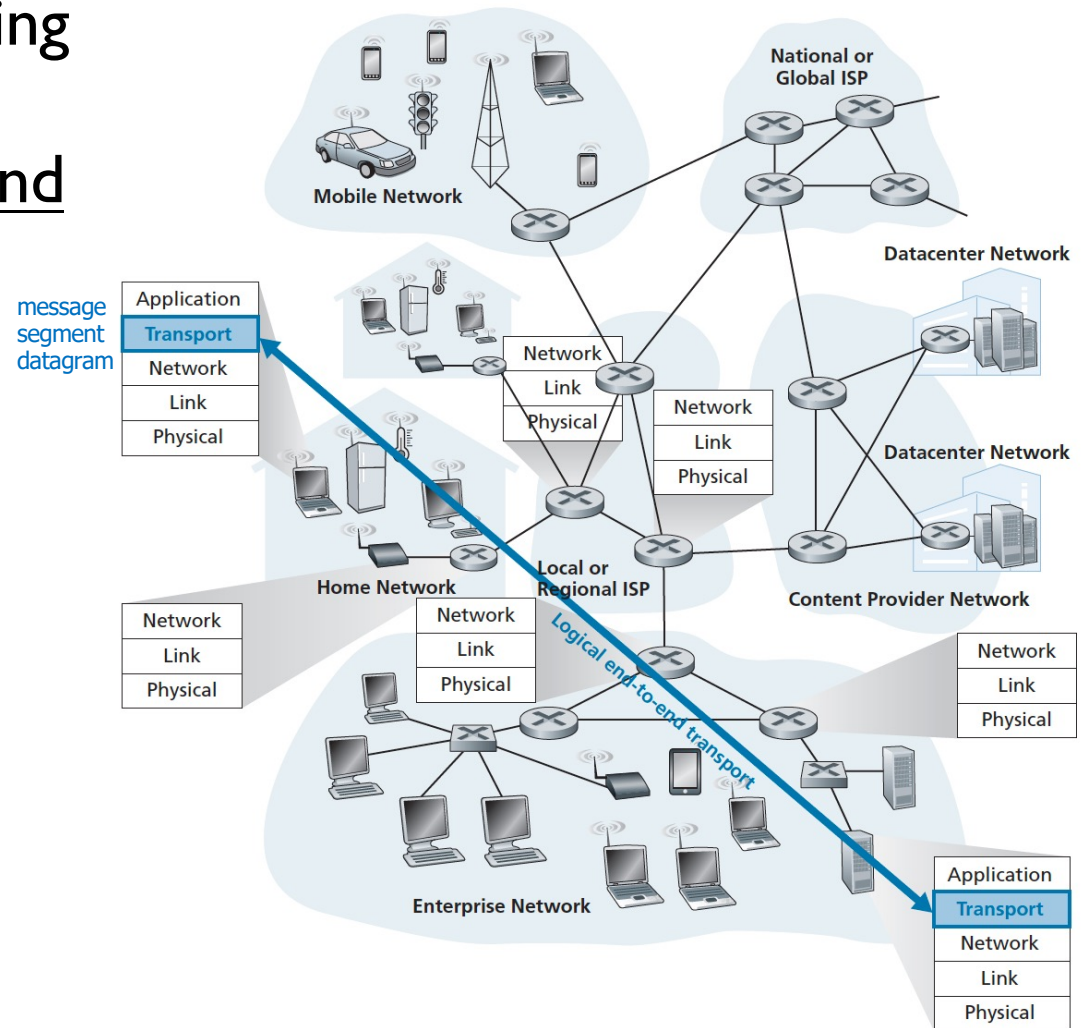 ing
nd
National or
Global ISP
Mobile Network
Datacenter Network
message
segment
datagram
Application
Transport
Network
Link
Physical
Network
Link
Physical
Network
Link
Physical
Datacenter Network
Home Network
Local or
Regional ISP
Content Provider Network
Network
Link
Physical
Network
Link
Physical
Logical end-to-end transport
Network
Link
Physical
Enterprise Network
Application
Transport
Network
Link
Physical